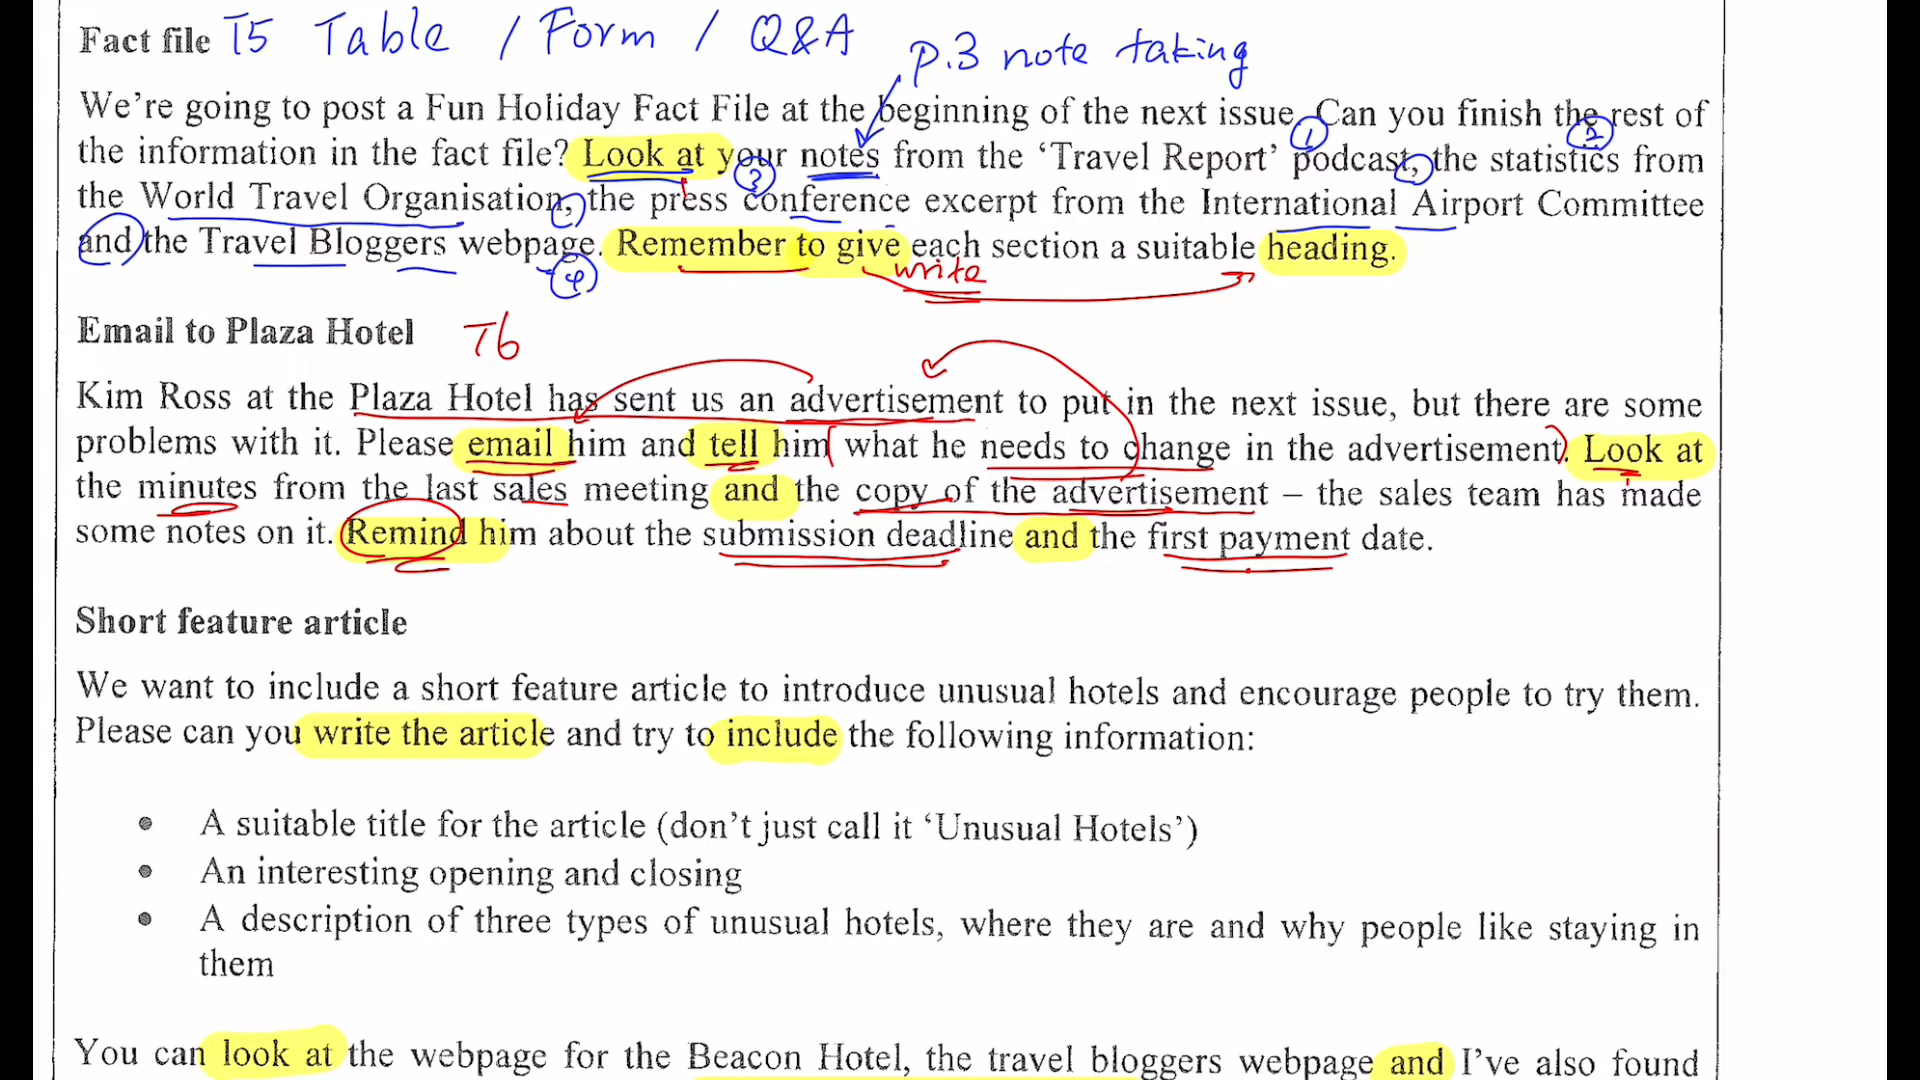 Fact file T5 Table / Form / Q&A
p.3 note taking
We're going to post a Fun Holiday Fact File at the beginning of the next issue. Can you finish the rest of
① ②
the information in the fact file? Look at your notes from the 'Travel Report' podcast, the statistics from
③
the World Travel Organisation, the press conference excerpt from the International Airport Committee
and the Travel Bloggers webpage. Remember to give each section a suitable heading.
④ write
Email to Plaza Hotel T6
Kim Ross at the Plaza Hotel has sent us an advertisement to put in the next issue, but there are some
problems with it. Please email him and tell him (what he needs to change in the advertisement). Look at
the minutes from the last sales meeting and the copy of the advertisement – the sales team has made
some notes on it. Remind him about the submission deadline and the first payment date.
Short feature article
We want to include a short feature article to introduce unusual hotels and encourage people to try them.
Please can you write the article and try to include the following information:
• A suitable title for the article (don't just call it 'Unusual Hotels')
• An interesting opening and closing
• A description of three types of unusual hotels, where they are and why people like staying in
them
You can look at the webpage for the Beacon Hotel, the travel bloggers webpage and I've also found